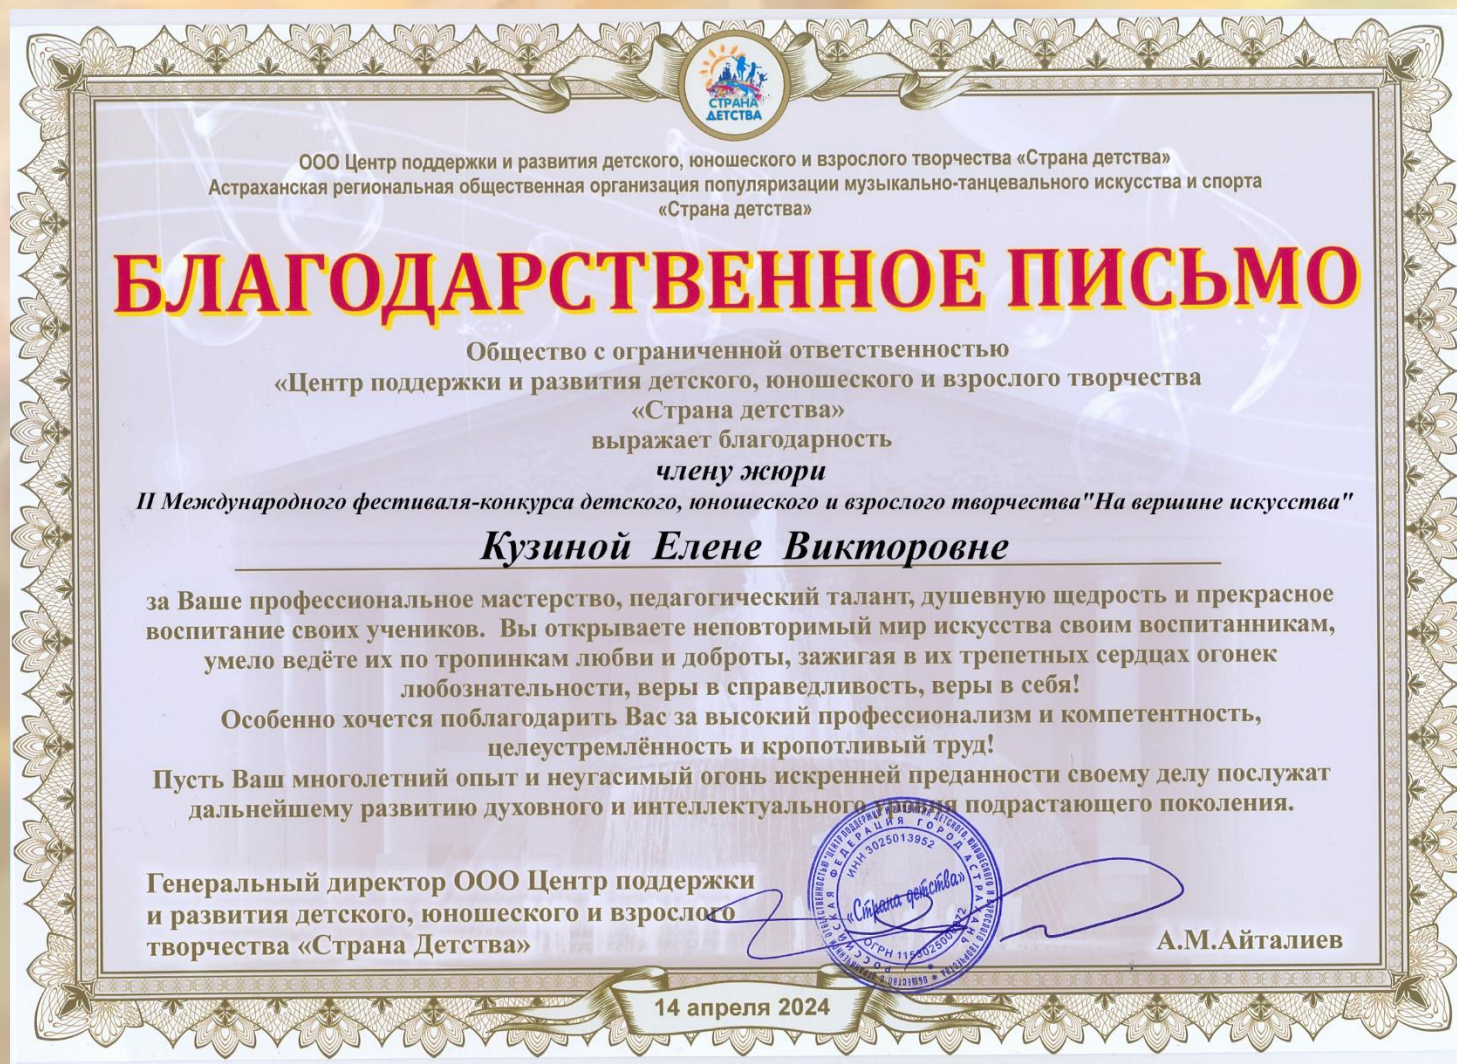 СТРАНА
ДЕТСТВА
ООО Центр поддержки и развития детского, юношеского и взрослого творчества «Страна детства»
Астраханская региональная общественная организация популяризации музыкально-танцевального искусства и спорта
«Страна детства»
БЛАГОДАРСТВЕННОЕ ПИСЬМО
Общество с ограниченной ответственностью
«Центр поддержки и развития детского, юношеского и взрослого творчества
«Страна детства»
выражает благодарность
члену жюри
II Международного фестиваля-конкурса детского, юношеского и взрослого творчества"На вершине искусства"
Кузиной Елене Викторовне
за Ваше профессиональное мастерство, педагогический талант, душевную щедрость и прекрасное
воспитание своих учеников. Вы открываете неповторимый мир искусства своим воспитанникам,
умело ведёте их по тропинкам любви и доброты, зажигая в их трепетных сердцах огонек
любознательности, веры в справедливость, веры в себя!
Особенно хочется поблагодарить Вас за высокий профессионализм и компетентность,
целеустремлённость и кропотливый труд!
Пусть Ваш многолетний опыт и неугасимый огонь искренней преданности своему делу послужат
дальнейшему развитию духовного и интеллектуального уровня подрастающего поколения.
Генеральный директор ООО Центр поддержки
и развития детского, юношеского и взрослого
творчества «Страна Детства»
РОССИЙСКАЯ ФЕДЕРАЦИЯ ГОРОД АСТРАХАНЬ
ИНН 3025013952
«Страна детства»
ОГРН
А.М.Айталиев
14 апреля 2024